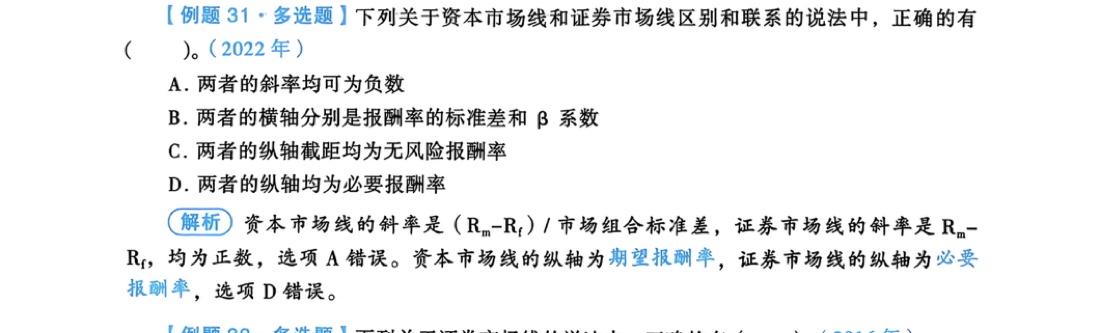 【例题 31·多选题】下列关于资本市场线和证券市场线区别和联系的说法中，正确的有
(　　)。(2022 年)
A. 两者的斜率均可为负数
B. 两者的横轴分别是报酬率的标准差和 β 系数
C. 两者的纵轴截距均为无风险报酬率
D. 两者的纵轴均为必要报酬率
解析 资本市场线的斜率是（Rm-Rf）/ 市场组合标准差，证券市场线的斜率是 Rm-
Rf，均为正数，选项 A 错误。资本市场线的纵轴为期望报酬率，证券市场线的纵轴为必要
报酬率，选项 D 错误。